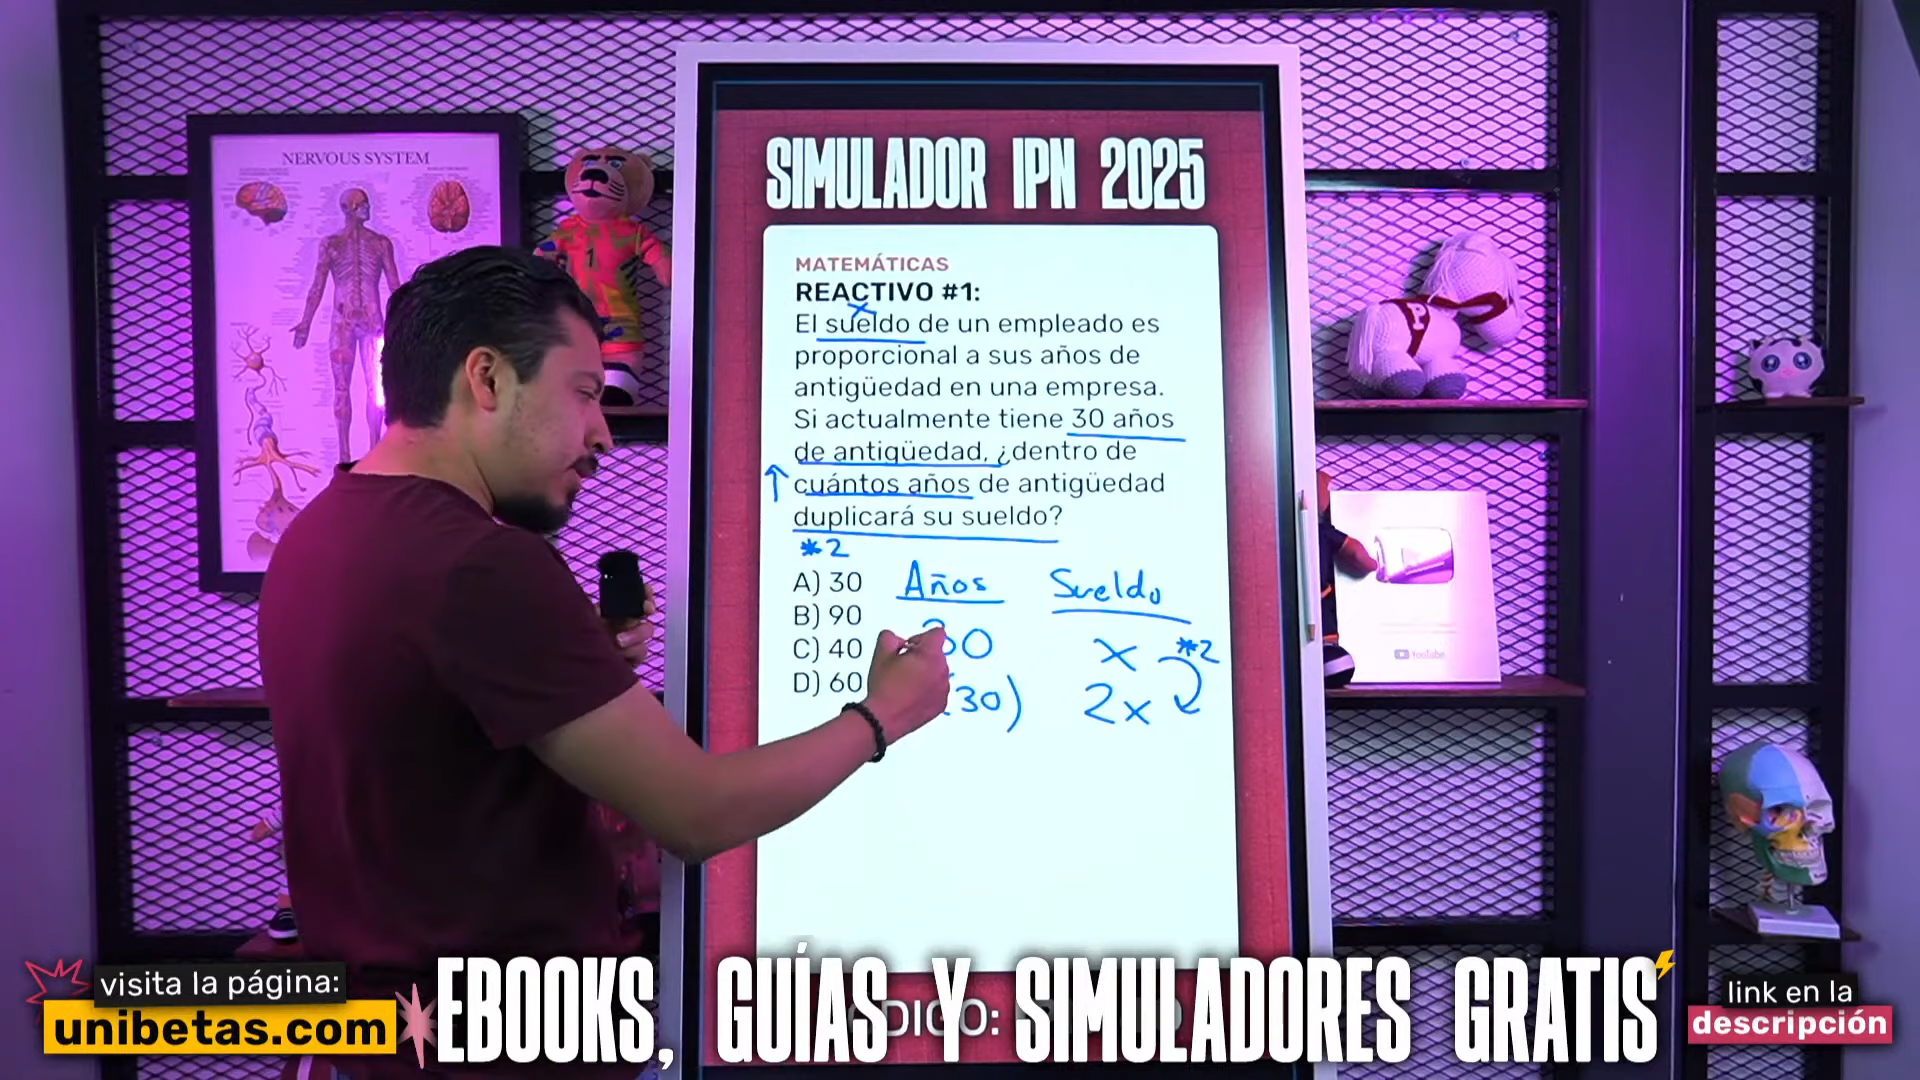 NERVOUS SYSTEM
SIMULADOR IPN 2025
MATEMÁTICAS
REACTIVO #1:
x
El sueldo de un empleado es
proporcional a sus años de
antigüedad en una empresa.
Si actualmente tiene 30 años
de antigüedad, ¿dentro de
cuántos años de antigüedad
duplicará su sueldo?
*2
A) 30
B) 90
C) 40
D) 60
Años
Sueldo
30
x
*2
(30)
2x
1
P
YouTube
visita la página:
unibetas.com
EBOOKS, GUÍAS Y SIMULADORES GRATIS
link en la
descripción